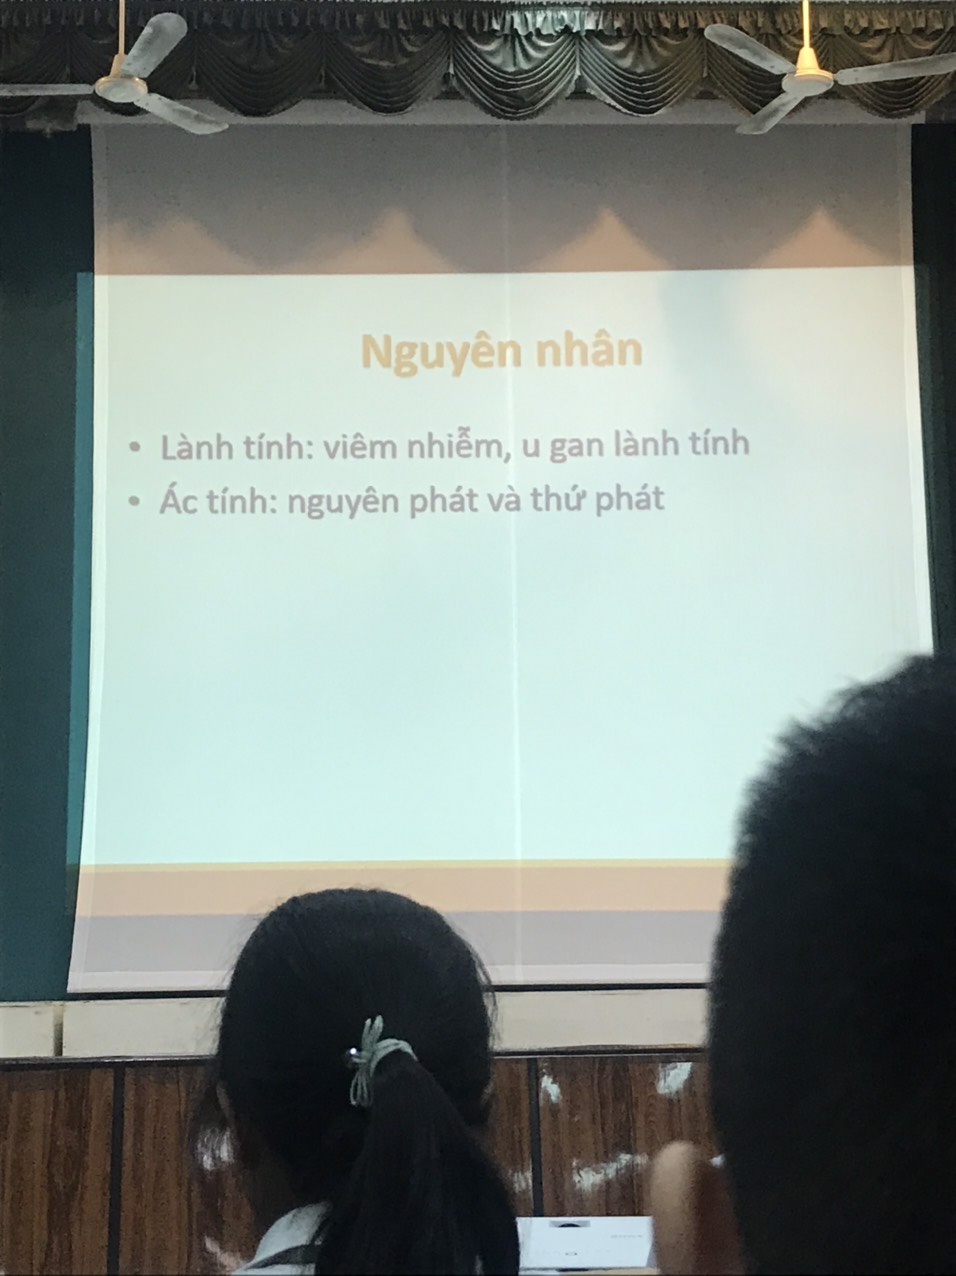 Nguyên nhân
• Lành tính: viêm nhiễm, u gan lành tính
• Ác tính: nguyên phát và thứ phát